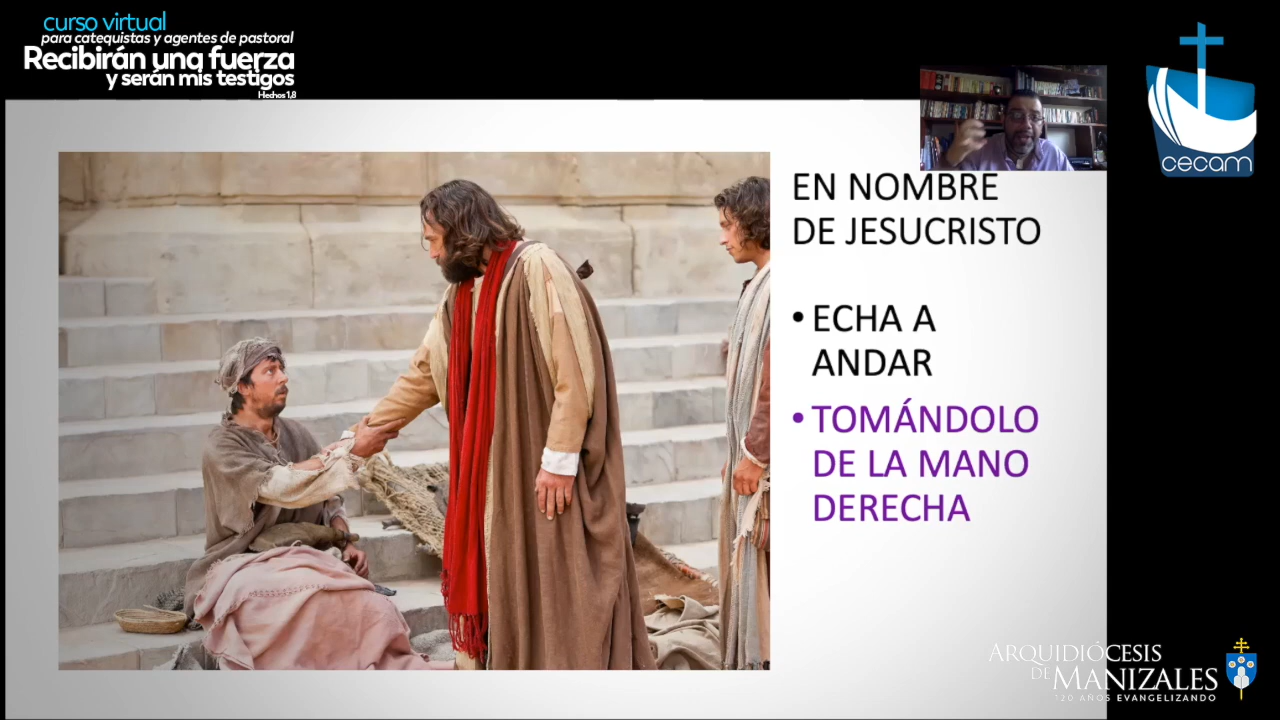 curso virtual
para catequistas y agentes de pastoral
Recibirán una fuerza
y serán mis testigos
Hechos 1,8
cecam
EN NOMBRE
DE JESUCRISTO
• ECHA A
ANDAR
• TOMÁNDOLO
DE LA MANO
DERECHA
ARQUIDIÓCESIS
DE MANIZALES
120 AÑOS EVANGELIZANDO